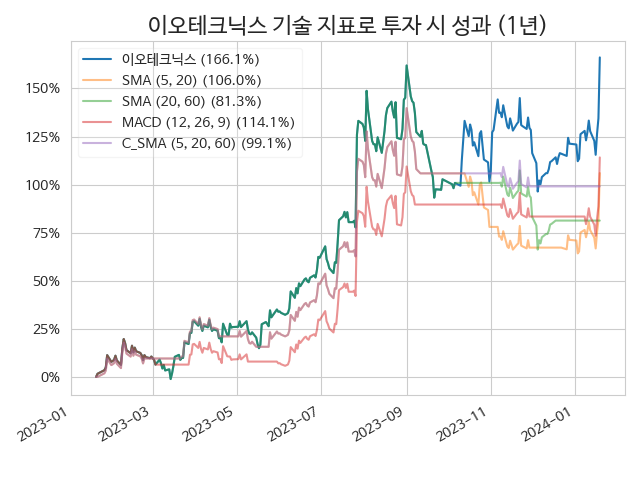 이오테크닉스 기술 지표로 투자 시 성과 (1년)
이오테크닉스 (166.1%)
SMA (5, 20) (106.0%)
SMA (20, 60) (81.3%)
MACD (12, 26, 9) (114.1%)
C_SMA (5, 20, 60) (99.1%)
150%
125%
100%
75%
50%
25%
0%
2023-01
2023-03
2023-05
2023-07
2023-09
2023-11
2024-01